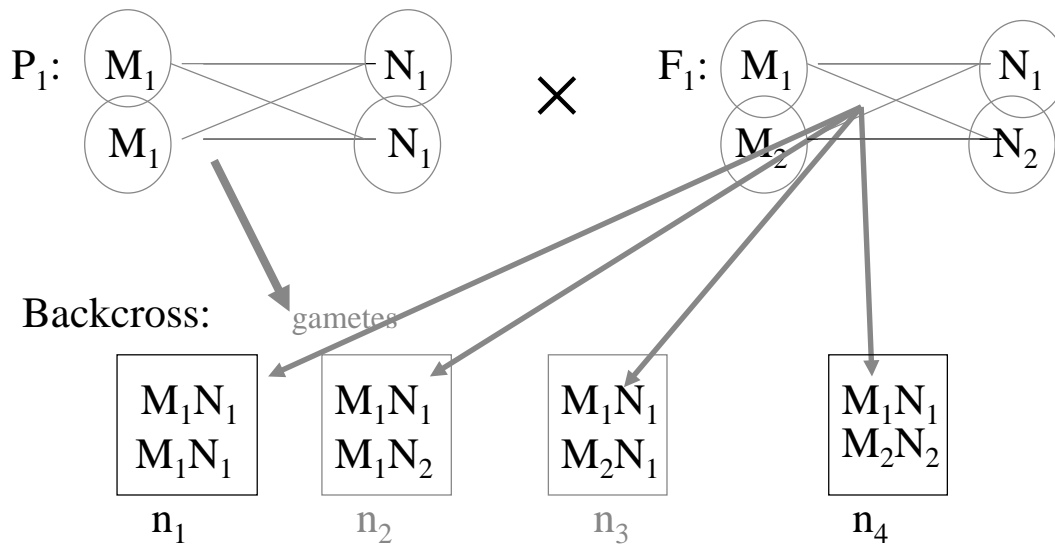 P₁: M₁ N₁ × F₁: M₁ N₁
M₁ N₁ M₂ N₂
Backcross: gametes
M₁N₁ M₁N₁ M₁N₁ M₁N₁
M₁N₁ M₁N₂ M₂N₁ M₂N₂
n₁ n₂ n₃ n₄